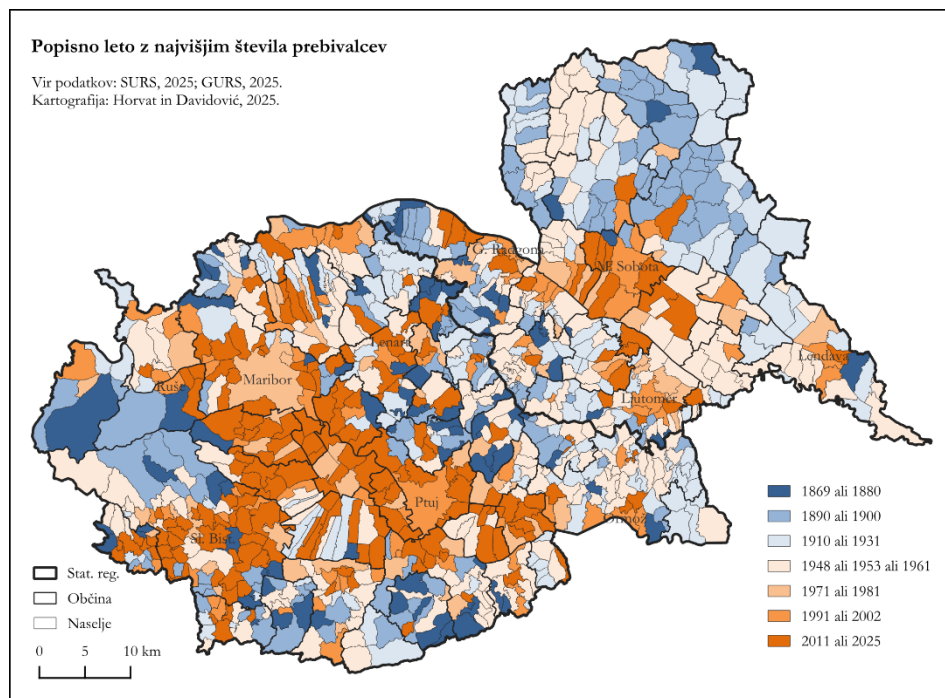 Popisno leto z najvišjim števila prebivalcev
Vir podatkov: SURS, 2025; GURS, 2025.
Kartografija: Horvat in Davidović, 2025.
G. Radgona
M. Sobota
Lenart
Lendava
Maribor
Ruše
Ljutomer
Ptuj
Ormož
Sl. Bist.
1869 ali 1880
1890 ali 1900
1910 ali 1931
1948 ali 1953 ali 1961
1971 ali 1981
1991 ali 2002
2011 ali 2025
Stat. reg.
Občina
Naselje
0 5 10 km